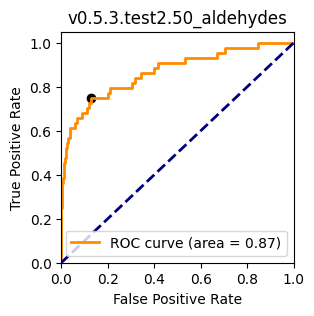 v0.5.3.test2.50_aldehydes
True Positive Rate
1.0
0.8
0.6
0.4
0.2
0.0
ROC curve (area = 0.87)
0.0 0.2 0.4 0.6 0.8 1.0
False Positive Rate